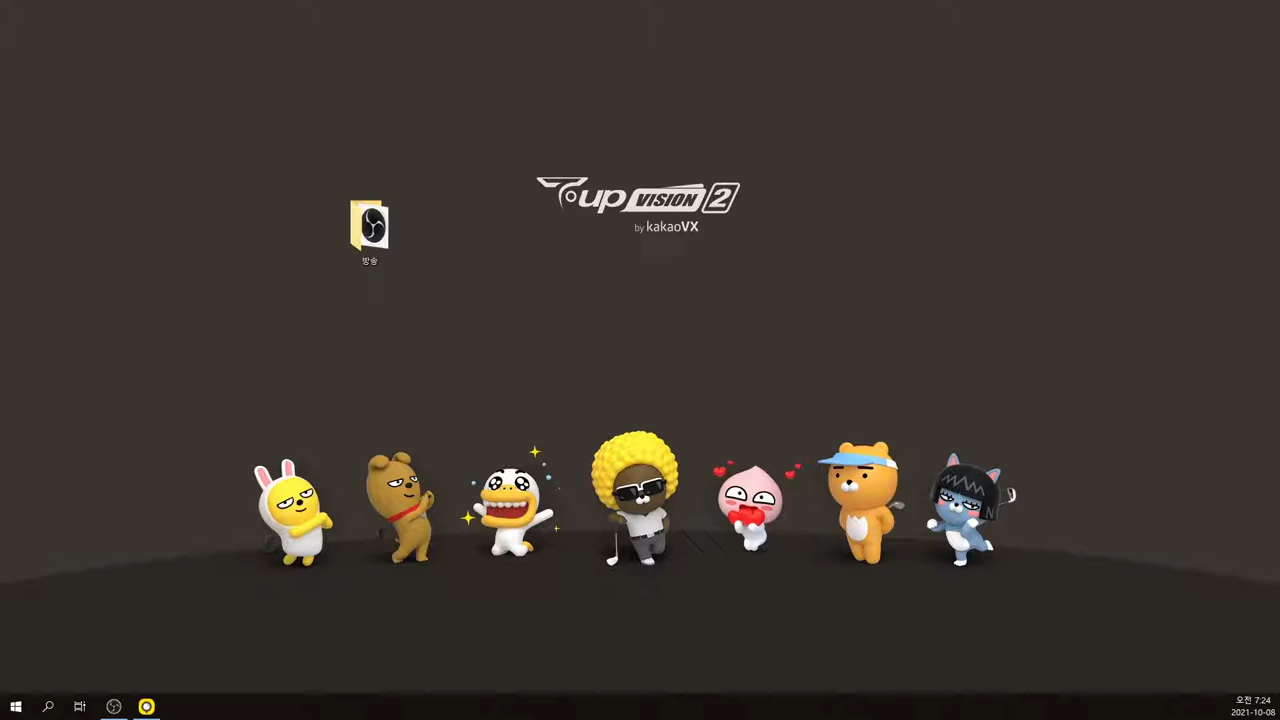 Tup VISION 2
by kakaoVX
방송
오전 7:24
2021-10-08